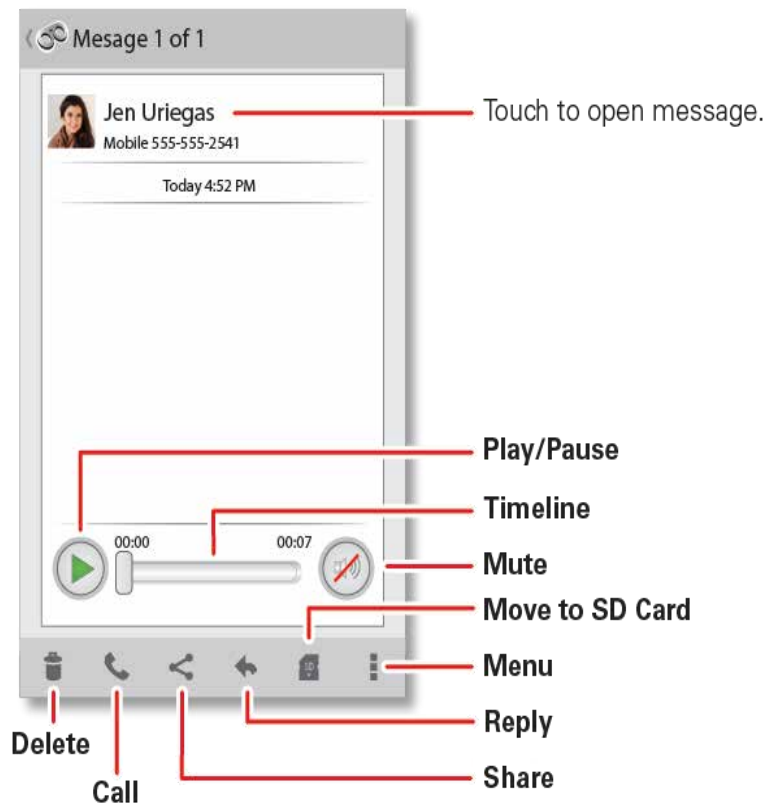 Mesage 1 of 1
Jen Uriegas
Touch to open message.
Mobile 555-555-2541
Today 4:52 PM
Play/Pause
Timeline
00:00
00:07
Mute
Move to SD Card
SD
Menu
Reply
Delete
Share
Call